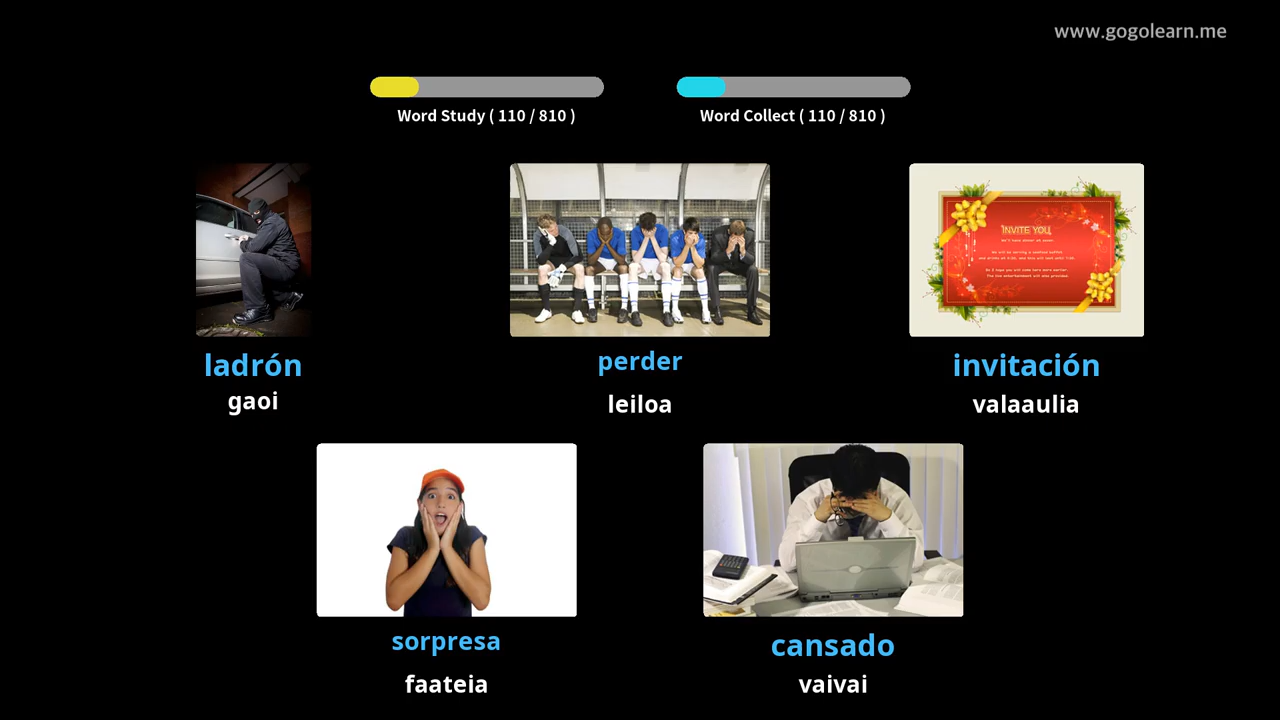 www.gogolearn.me
Word Study ( 110 / 810 )
Word Collect ( 110 / 810 )
INVITE YOU
ladrón
perder
invitación
gaoi
leiloa
valaaulia
sorpresa
cansado
faateia
vaivai